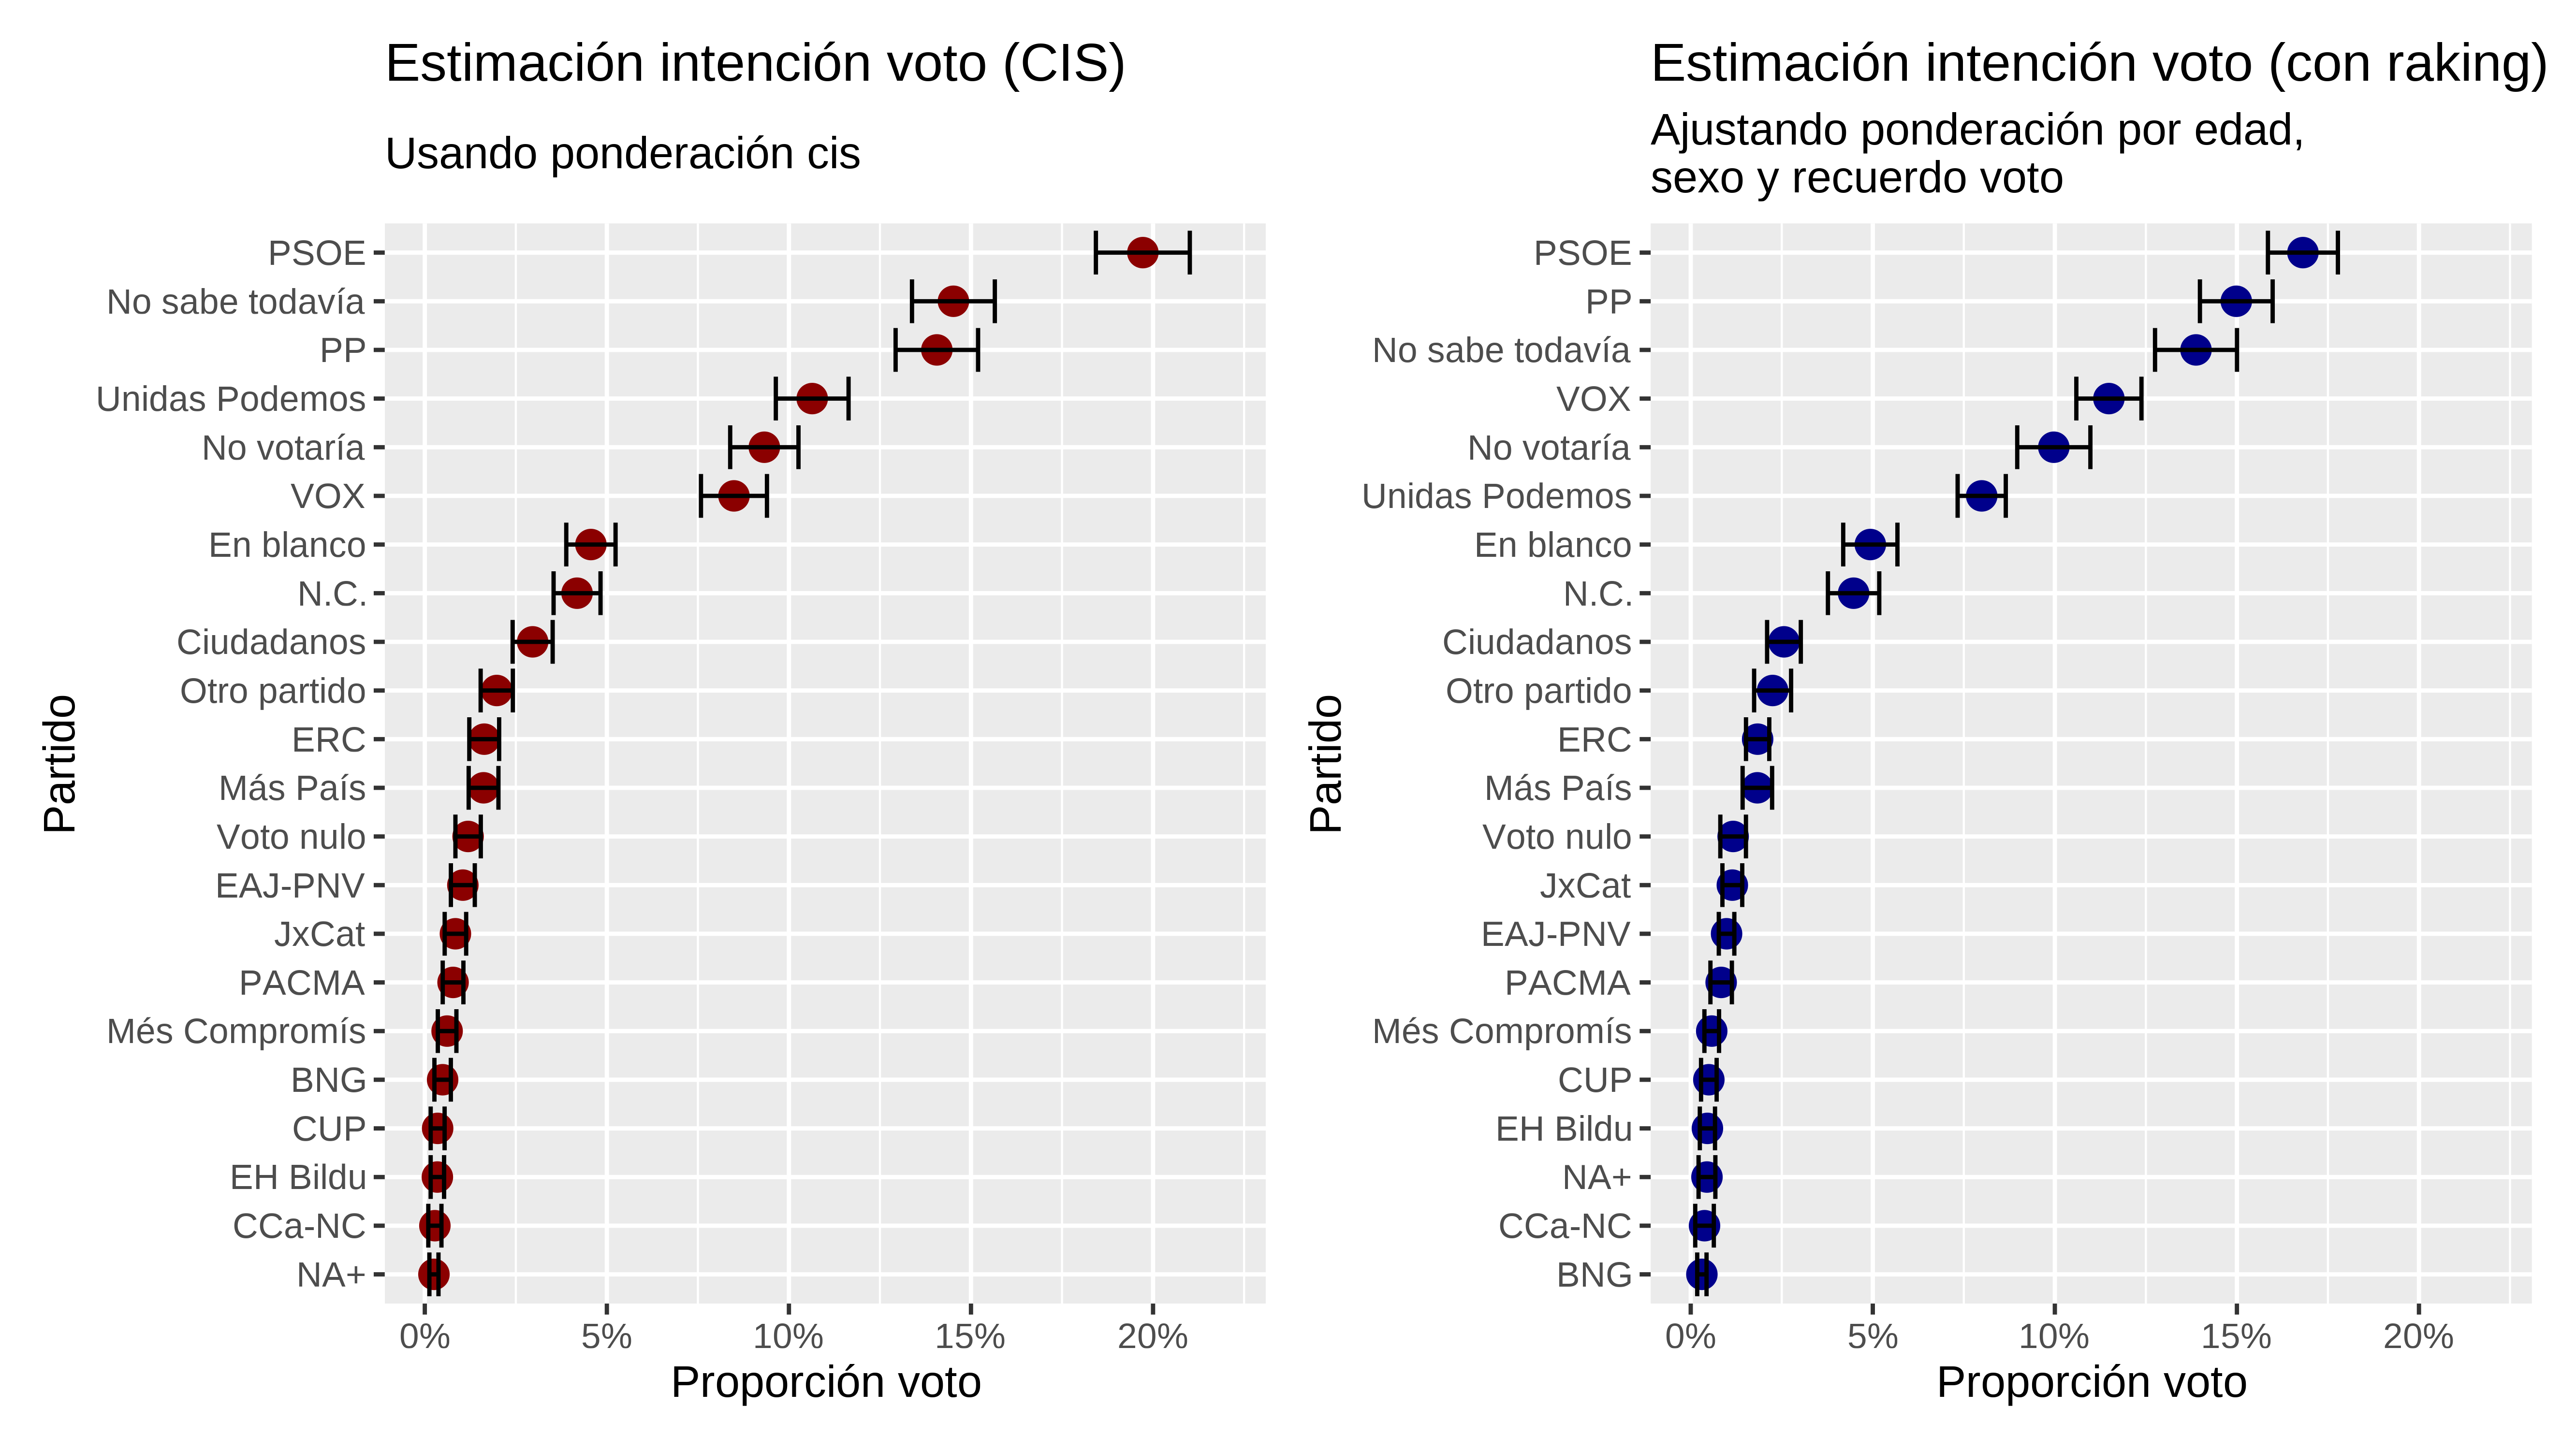 Estimación intención voto (CIS)
Usando ponderación cis
Partido
PSOE
No sabe todavía
PP
Unidas Podemos
No votaría
VOX
En blanco
N.C.
Ciudadanos
Otro partido
ERC
Más País
Voto nulo
EAJ-PNV
JxCat
PACMA
Més Compromís
BNG
CUP
EH Bildu
CCa-NC
NA+
0% 5% 10% 15% 20%
Proporción voto
Estimación intención voto (con raking)
Ajustando ponderación por edad,
sexo y recuerdo voto
Partido
PSOE
PP
No sabe todavía
VOX
No votaría
Unidas Podemos
En blanco
N.C.
Ciudadanos
Otro partido
ERC
Más País
Voto nulo
JxCat
EAJ-PNV
PACMA
Més Compromís
CUP
EH Bildu
NA+
CCa-NC
BNG
0% 5% 10% 15% 20%
Proporción voto